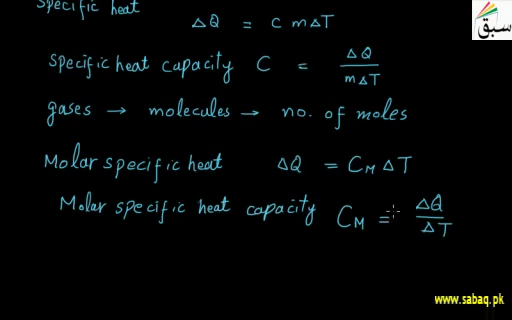 specific heat
سبق
ΔQ = c m ΔT
Specific heat capacity C = ΔQ / mΔT
gases → molecules → no. of moles
Molar specific heat ΔQ = C_M ΔT
Molar specific heat capacity C_M = ΔQ / ΔT
www.sabaq.pk